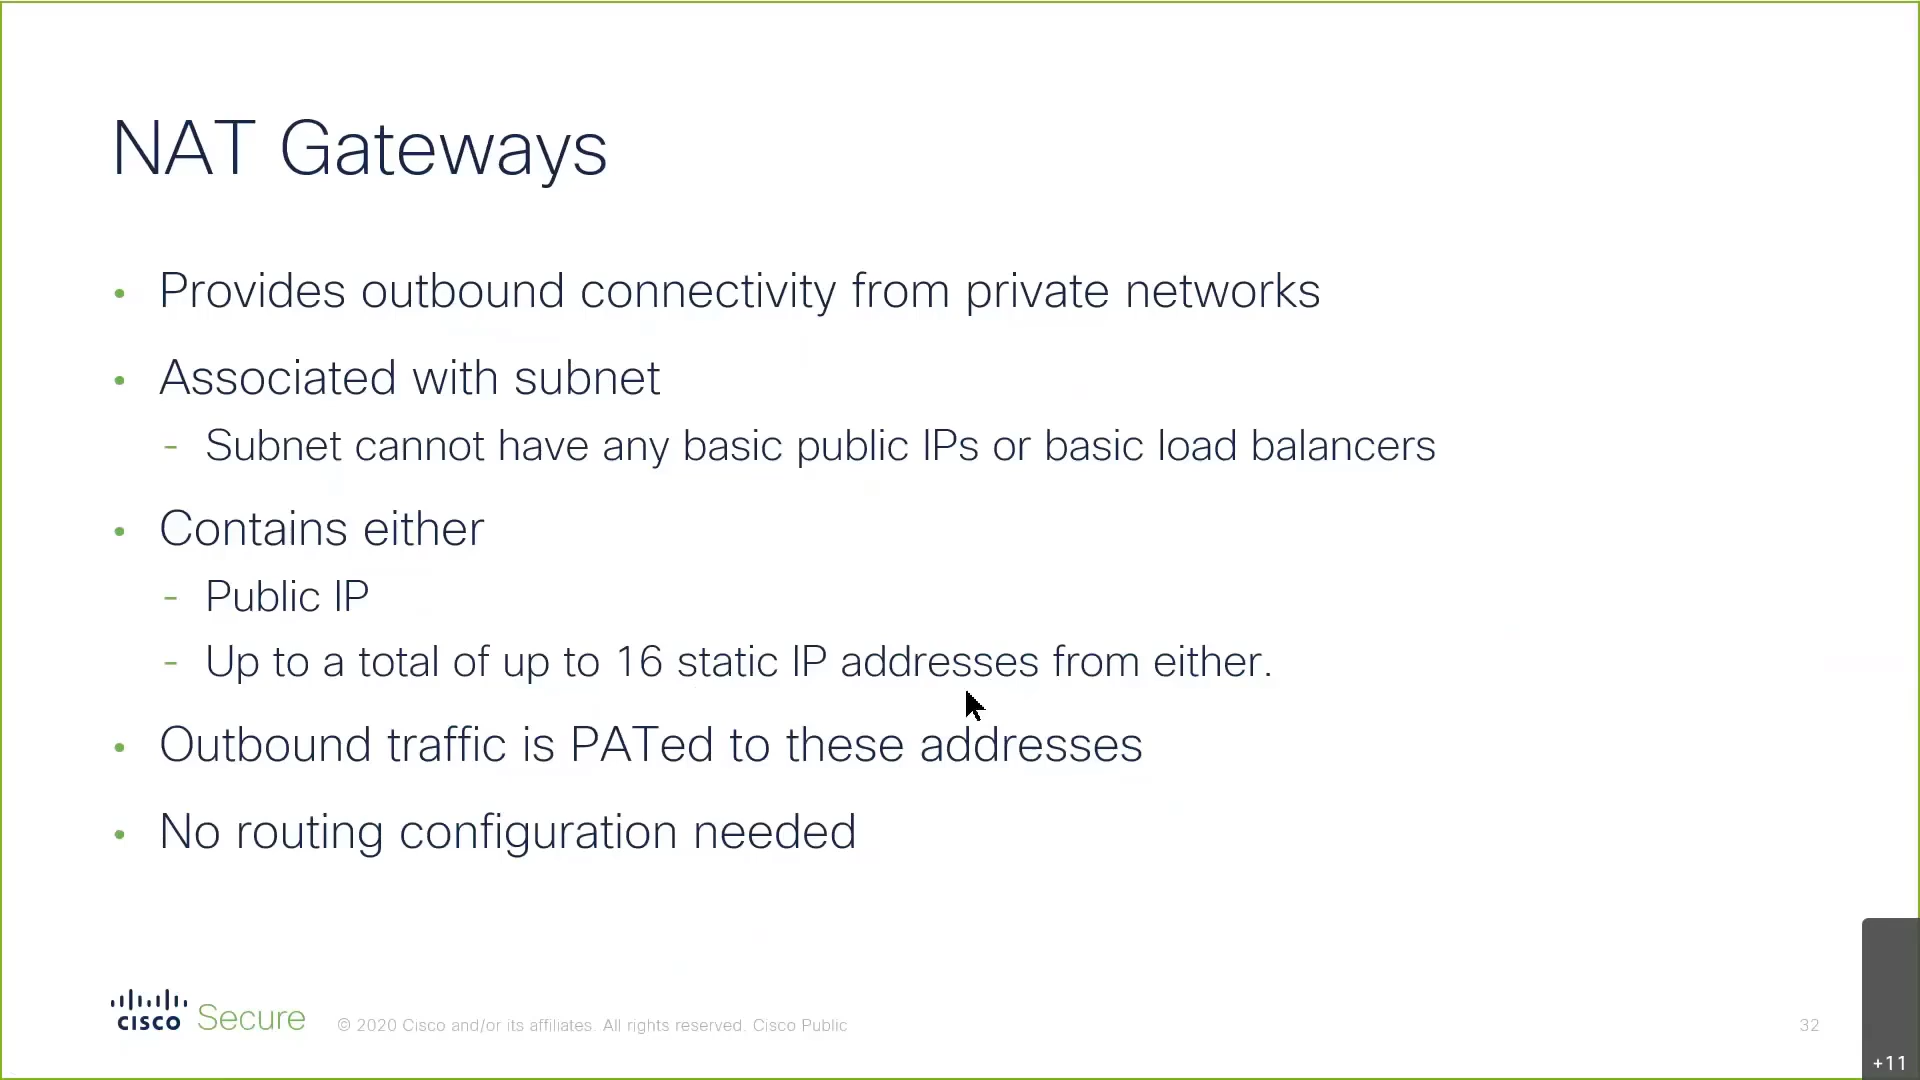 NAT Gateways
• Provides outbound connectivity from private networks
• Associated with subnet
- Subnet cannot have any basic public IPs or basic load balancers
• Contains either
- Public IP
- Up to a total of up to 16 static IP addresses from either.
• Outbound traffic is PATed to these addresses
• No routing configuration needed
cisco Secure © 2020 Cisco and/or its affiliates. All rights reserved. Cisco Public 32
+11